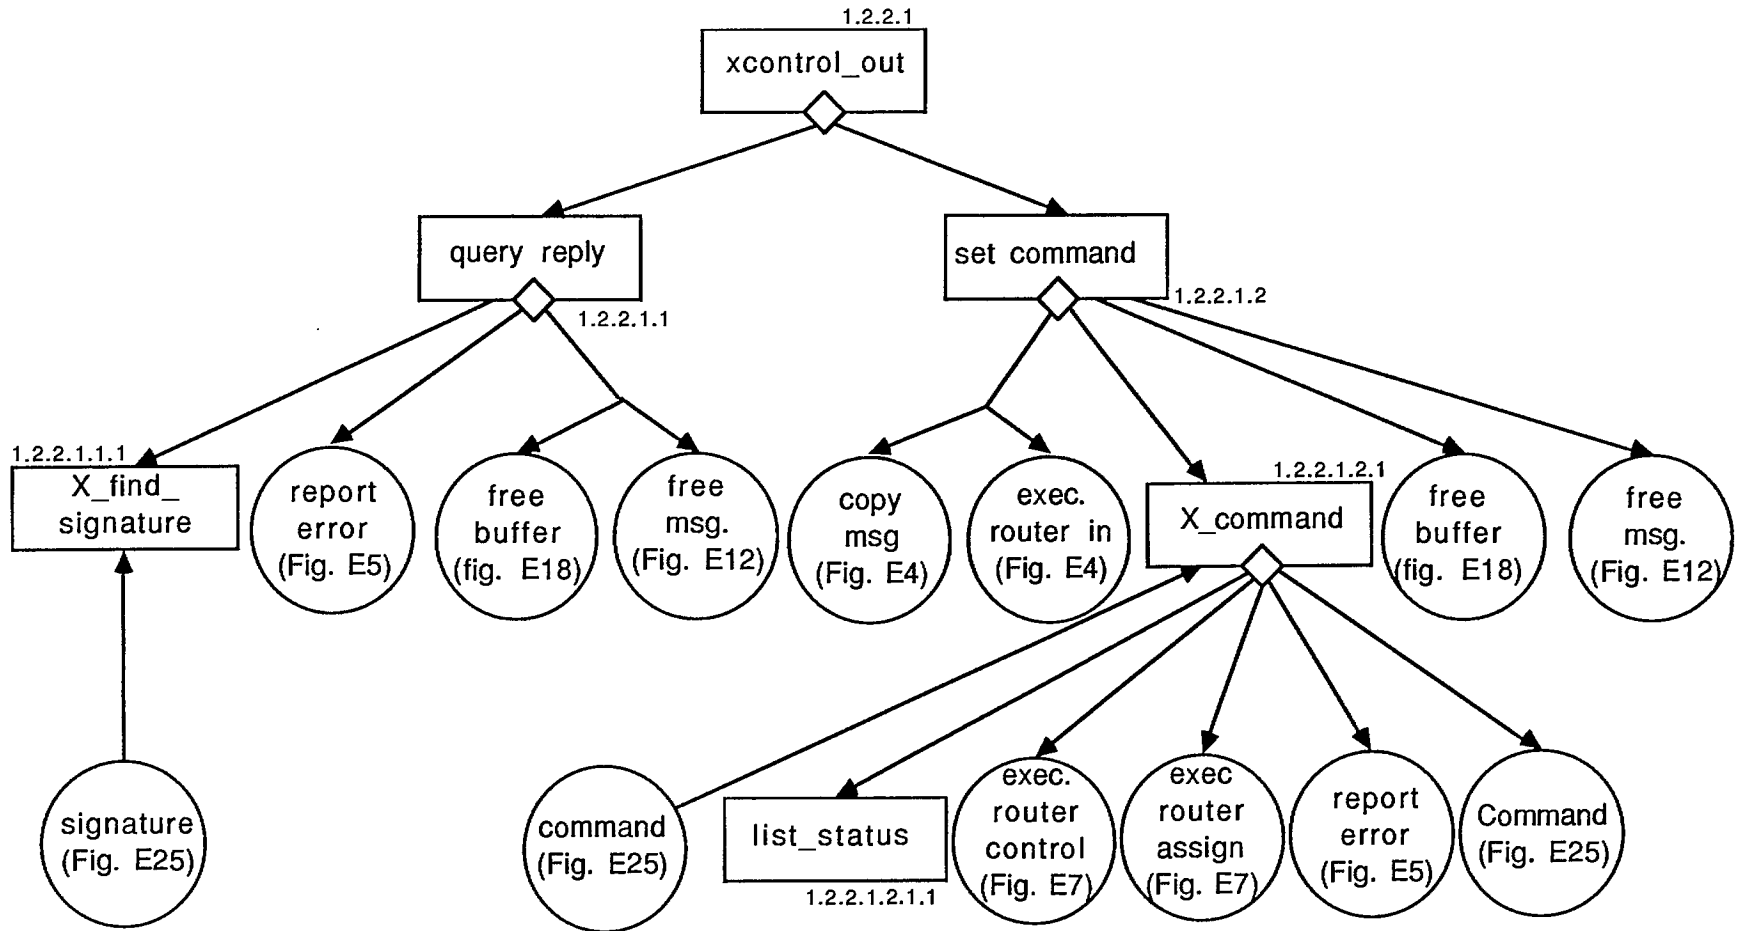 1.2.2.1
xcontrol_out
query reply
1.2.2.1.1
set command
1.2.2.1.2
1.2.2.1.1.1
X_find_
signature
report
error
(Fig. E5)
free
buffer
(fig. E18)
free
msg.
(Fig. E12)
copy
msg
(Fig. E4)
exec.
router in
(Fig. E4)
1.2.2.1.2.1
X_command
free
buffer
(fig. E18)
free
msg.
(Fig. E12)
signature
(Fig. E25)
command
(Fig. E25)
list_status
1.2.2.1.2.1.1
exec.
router
control
(Fig. E7)
exec
router
assign
(Fig. E7)
report
error
(Fig. E5)
Command
(Fig. E25)